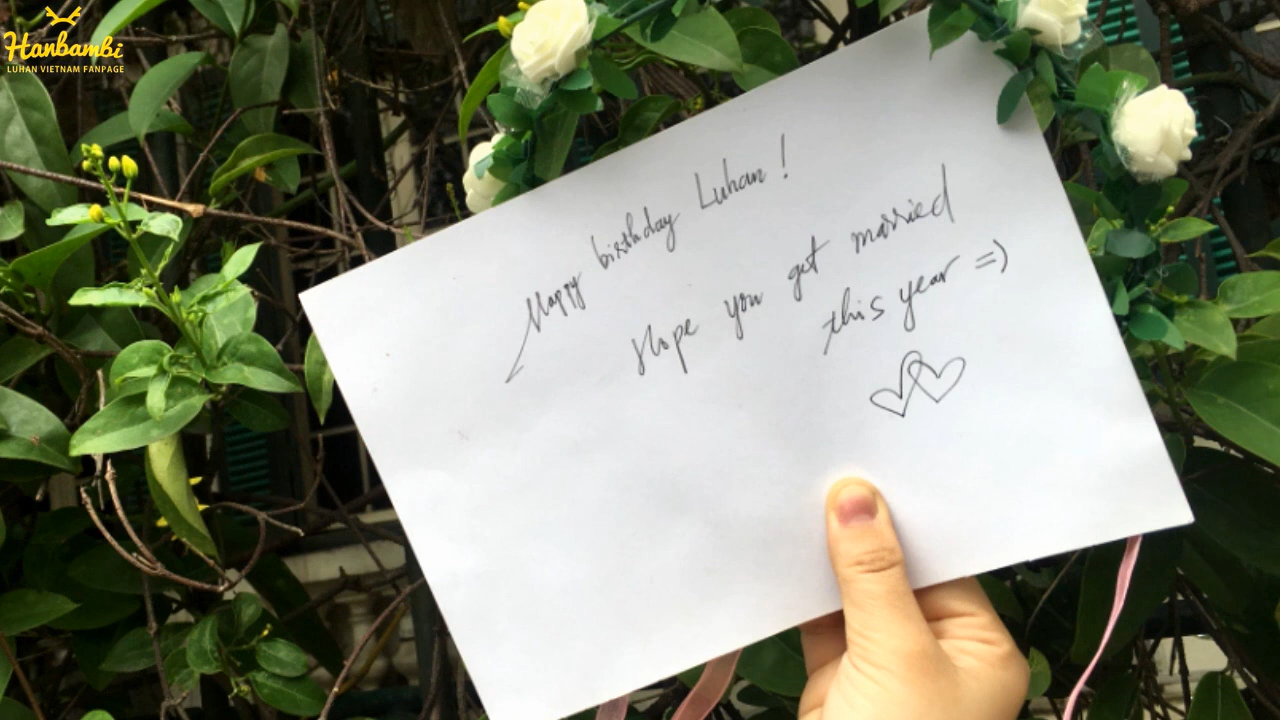 Hanbambi
LUHAN VIETNAM FANPAGE
Happy birthday Luhan !
Hope you get married
this year =)